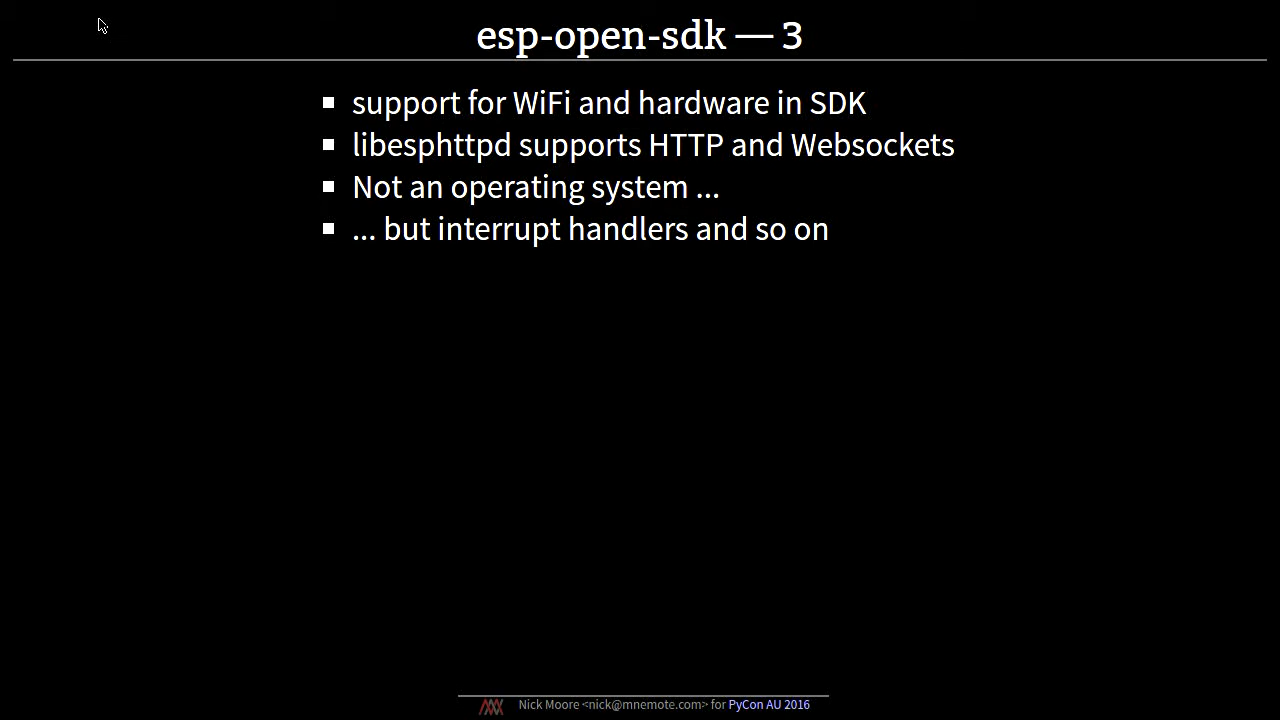 esp-open-sdk — 3
support for WiFi and hardware in SDK
libesphttpd supports HTTP and Websockets
Not an operating system ...
... but interrupt handlers and so on
Nick Moore <nick@mnemote.com> for PyCon AU 2016